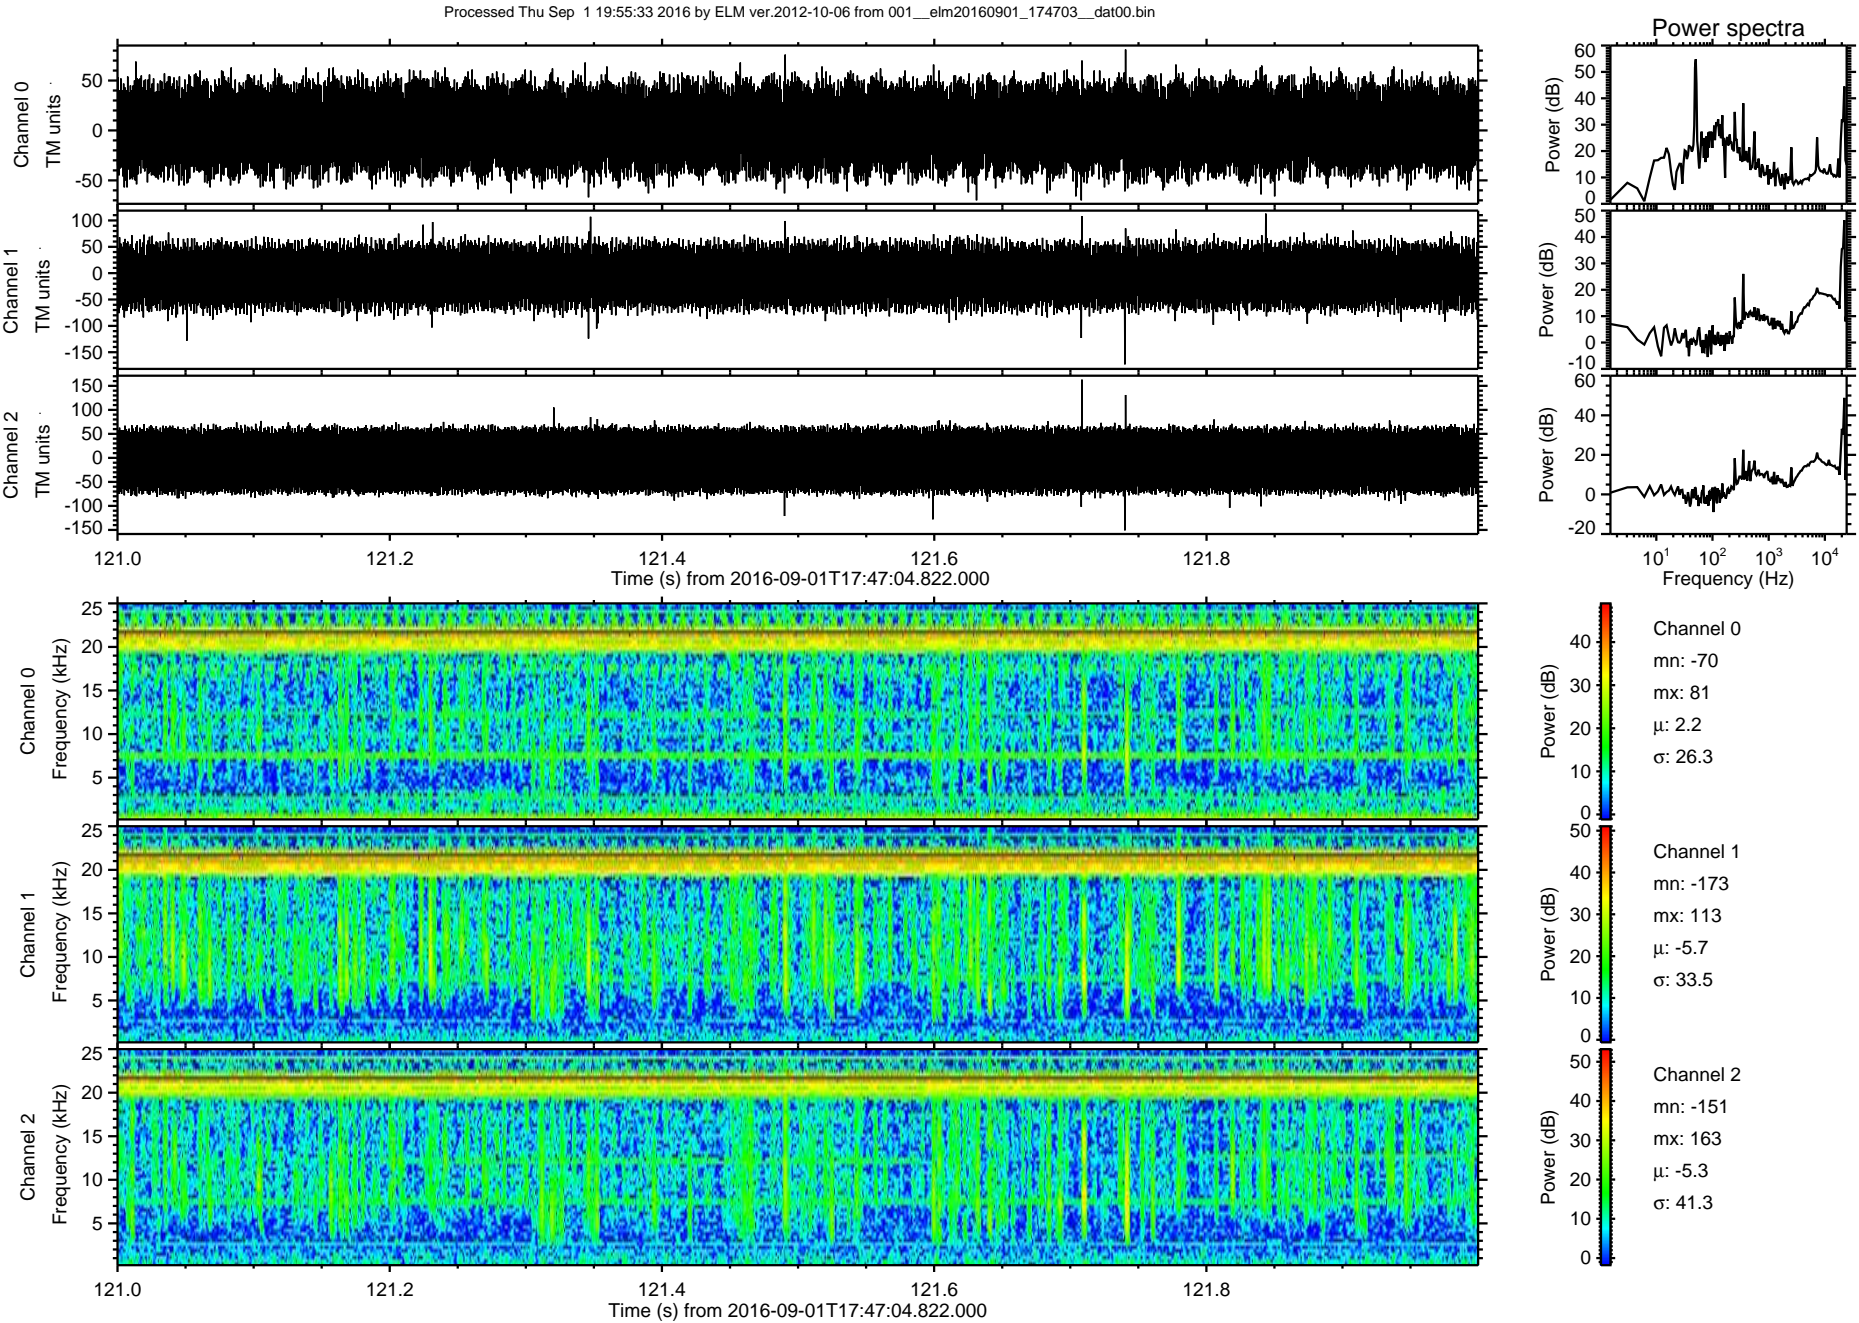 Processed Thu Sep  1 19:55:33 2016 by ELM ver.2012-10-06 from 001__elm20160901_174703__dat00.bin
Power spectra
Channel 0
TM units
50
0
-50
Power (dB)
60
50
40
30
20
10
0
Channel 1
TM units
100
50
0
-50
-100
-150
Power (dB)
50
40
30
20
10
0
-10
Channel 2
TM units
150
100
50
0
-50
-100
-150
Power (dB)
60
40
20
0
-20
121.0 121.2 121.4 121.6 121.8
Time (s) from 2016-09-01T17:47:04.822.000
10¹ 10² 10³ 10⁴
Frequency (Hz)
Channel 0
Frequency (kHz)
25
20
15
10
5
Power (dB)
40
30
20
10
0
Channel 0
mn: -70
mx: 81
μ: 2.2
σ: 26.3
Channel 1
Frequency (kHz)
25
20
15
10
5
Power (dB)
50
40
30
20
10
0
Channel 1
mn: -173
mx: 113
μ: -5.7
σ: 33.5
Channel 2
Frequency (kHz)
25
20
15
10
5
Power (dB)
50
40
30
20
10
0
Channel 2
mn: -151
mx: 163
μ: -5.3
σ: 41.3
121.0 121.2 121.4 121.6 121.8
Time (s) from 2016-09-01T17:47:04.822.000